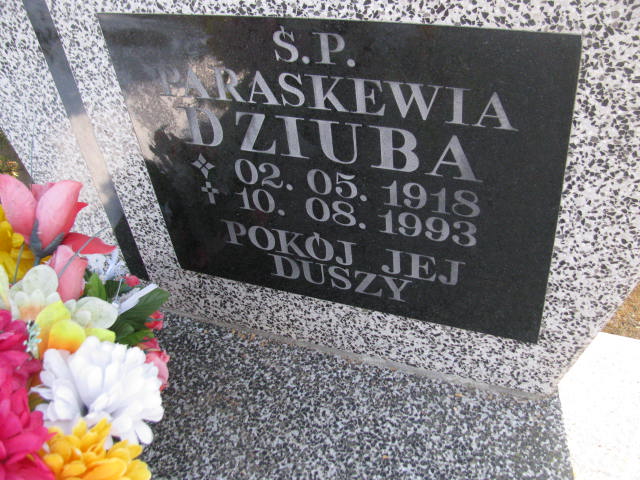 Ś.P.
PARASKEWIA
DZIUBA
02. 05. 1918
10. 08. 1993
POKÓJ JEJ
DUSZY